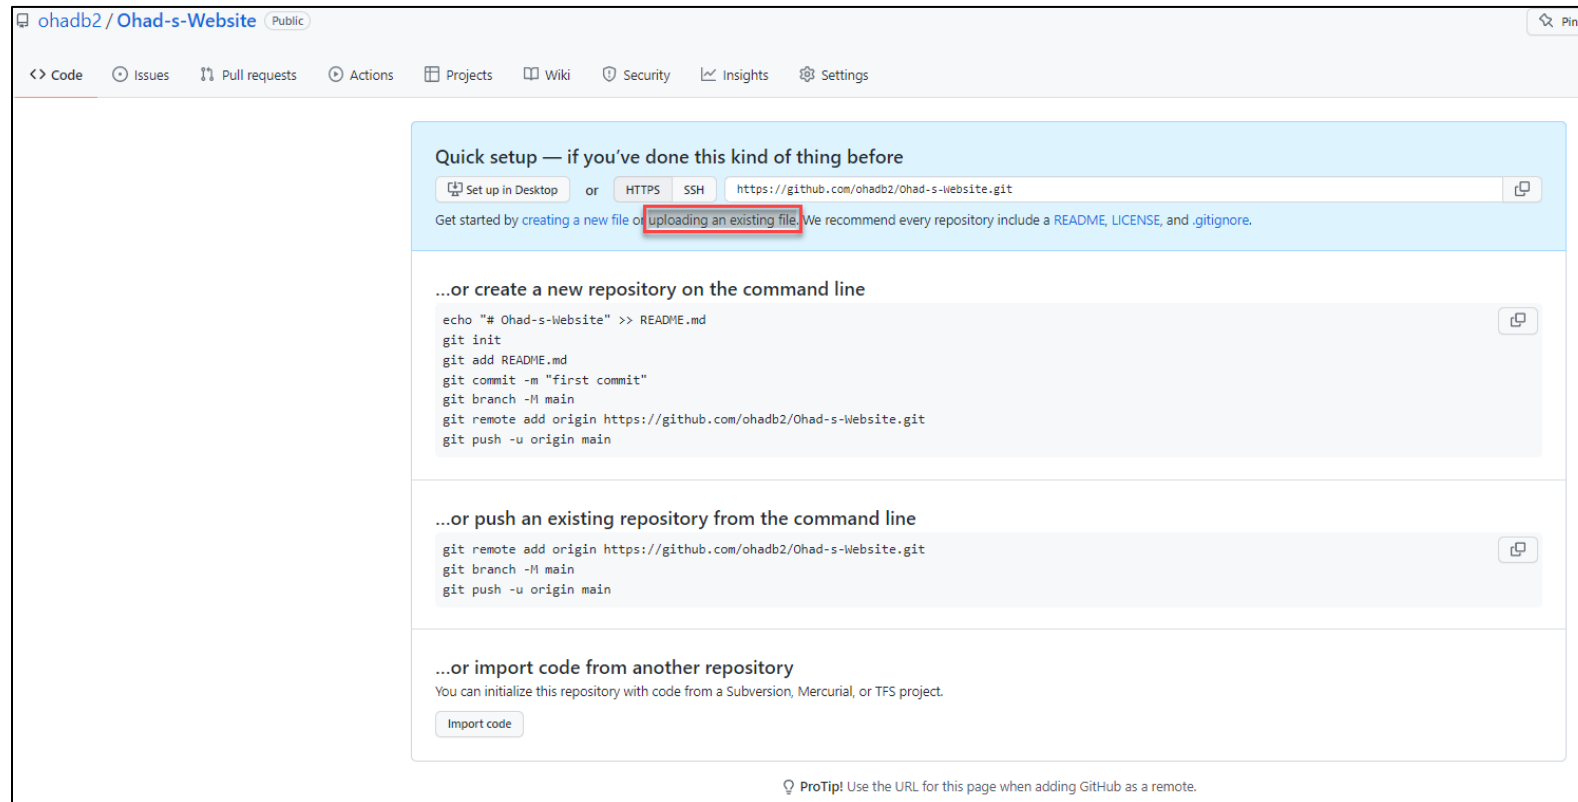 ohadb2 / Ohad-s-Website Public
Pin
Code Issues Pull requests Actions Projects Wiki Security Insights Settings
Quick setup — if you’ve done this kind of thing before
Set up in Desktop or HTTPS SSH https://github.com/ohadb2/Ohad-s-Website.git
Get started by creating a new file or uploading an existing file. We recommend every repository include a README, LICENSE, and .gitignore.
…or create a new repository on the command line
echo "# Ohad-s-Website" >> README.md
git init
git add README.md
git commit -m "first commit"
git branch -M main
git remote add origin https://github.com/ohadb2/Ohad-s-Website.git
git push -u origin main
…or push an existing repository from the command line
git remote add origin https://github.com/ohadb2/Ohad-s-Website.git
git branch -M main
git push -u origin main
…or import code from another repository
You can initialize this repository with code from a Subversion, Mercurial, or TFS project.
Import code
ProTip! Use the URL for this page when adding GitHub as a remote.